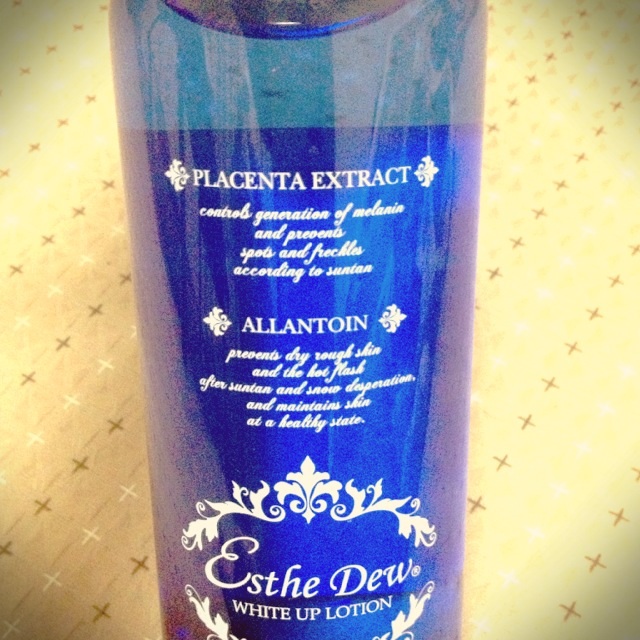 PLACENTA EXTRACT
controls generation of melanin
and prevents
spots and freckles
according to suntan
ALLANTOIN
prevents dry rough skin
and the hot flash
after suntan and snow desperation,
and maintains skin
at a healthy state.
Esthe Dew®
WHITE UP LOTION